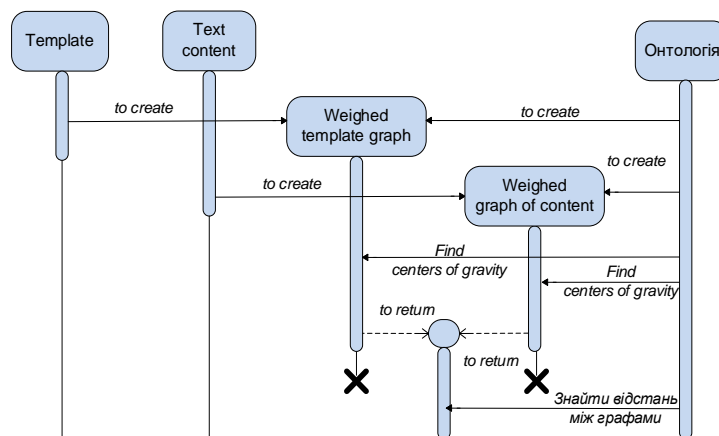 Template
Text
content
Онтологія
to create
Weighed
template graph
to create
to create
to create
Weighed
graph of content
Find
centers of gravity
Find
centers of gravity
to return
to return
Знайти відстань
між графами